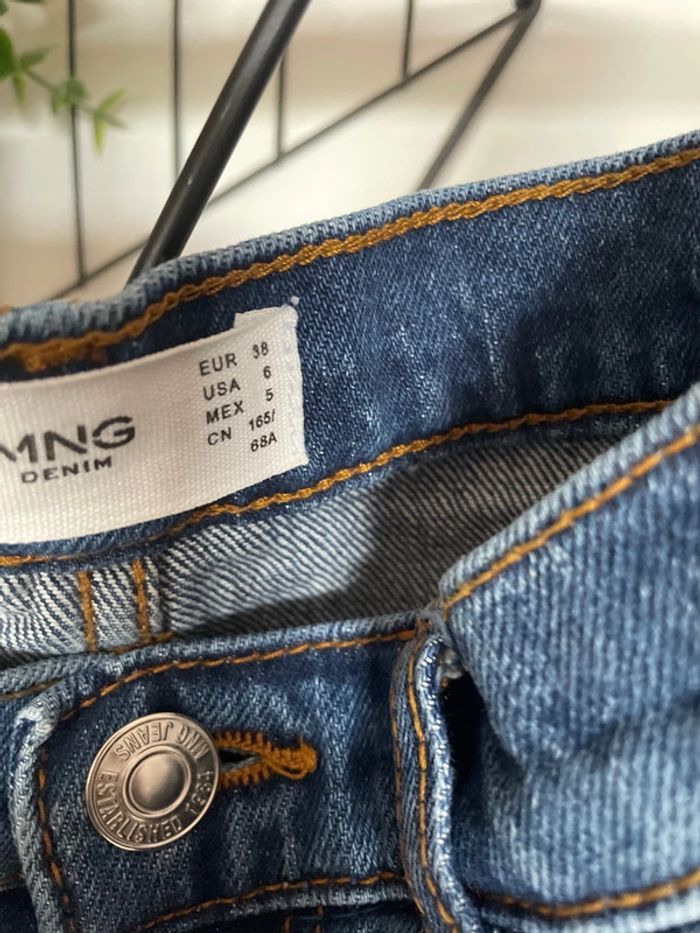 MNG
DENIM
EUR 38
USA 6
MEX 5
CN 165/
68A
MNG JEANS
ESTABLISHED 1984